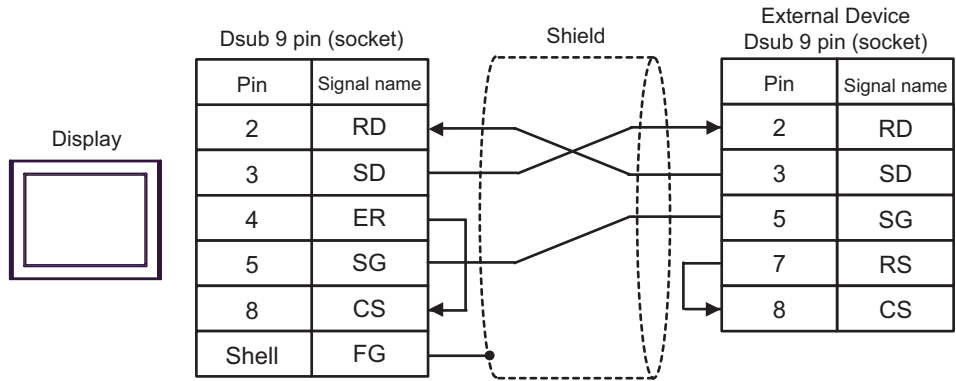 Display
Dsub 9 pin (socket)
Pin Signal name
2 RD
3 SD
4 ER
5 SG
8 CS
Shell FG
Shield
External Device
Dsub 9 pin (socket)
Pin Signal name
2 RD
3 SD
5 SG
7 RS
8 CS